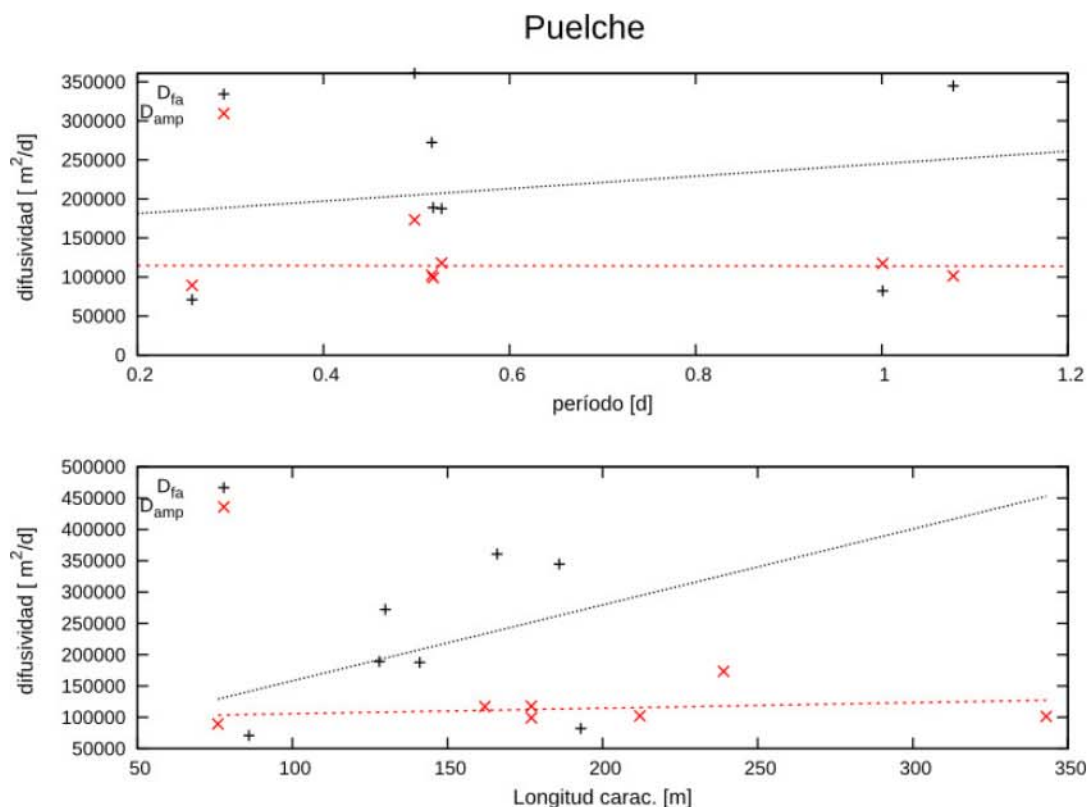 Puelche
350000
300000
250000
200000
150000
100000
50000
0
difusividad [ m²/d]
D_fa
D_amp
0.2 0.4 0.6 0.8 1 1.2
período [d]
500000
450000
400000
350000
300000
250000
200000
150000
100000
50000
difusividad [ m²/d]
D_fa
D_amp
50 100 150 200 250 300 350
Longitud carac. [m]